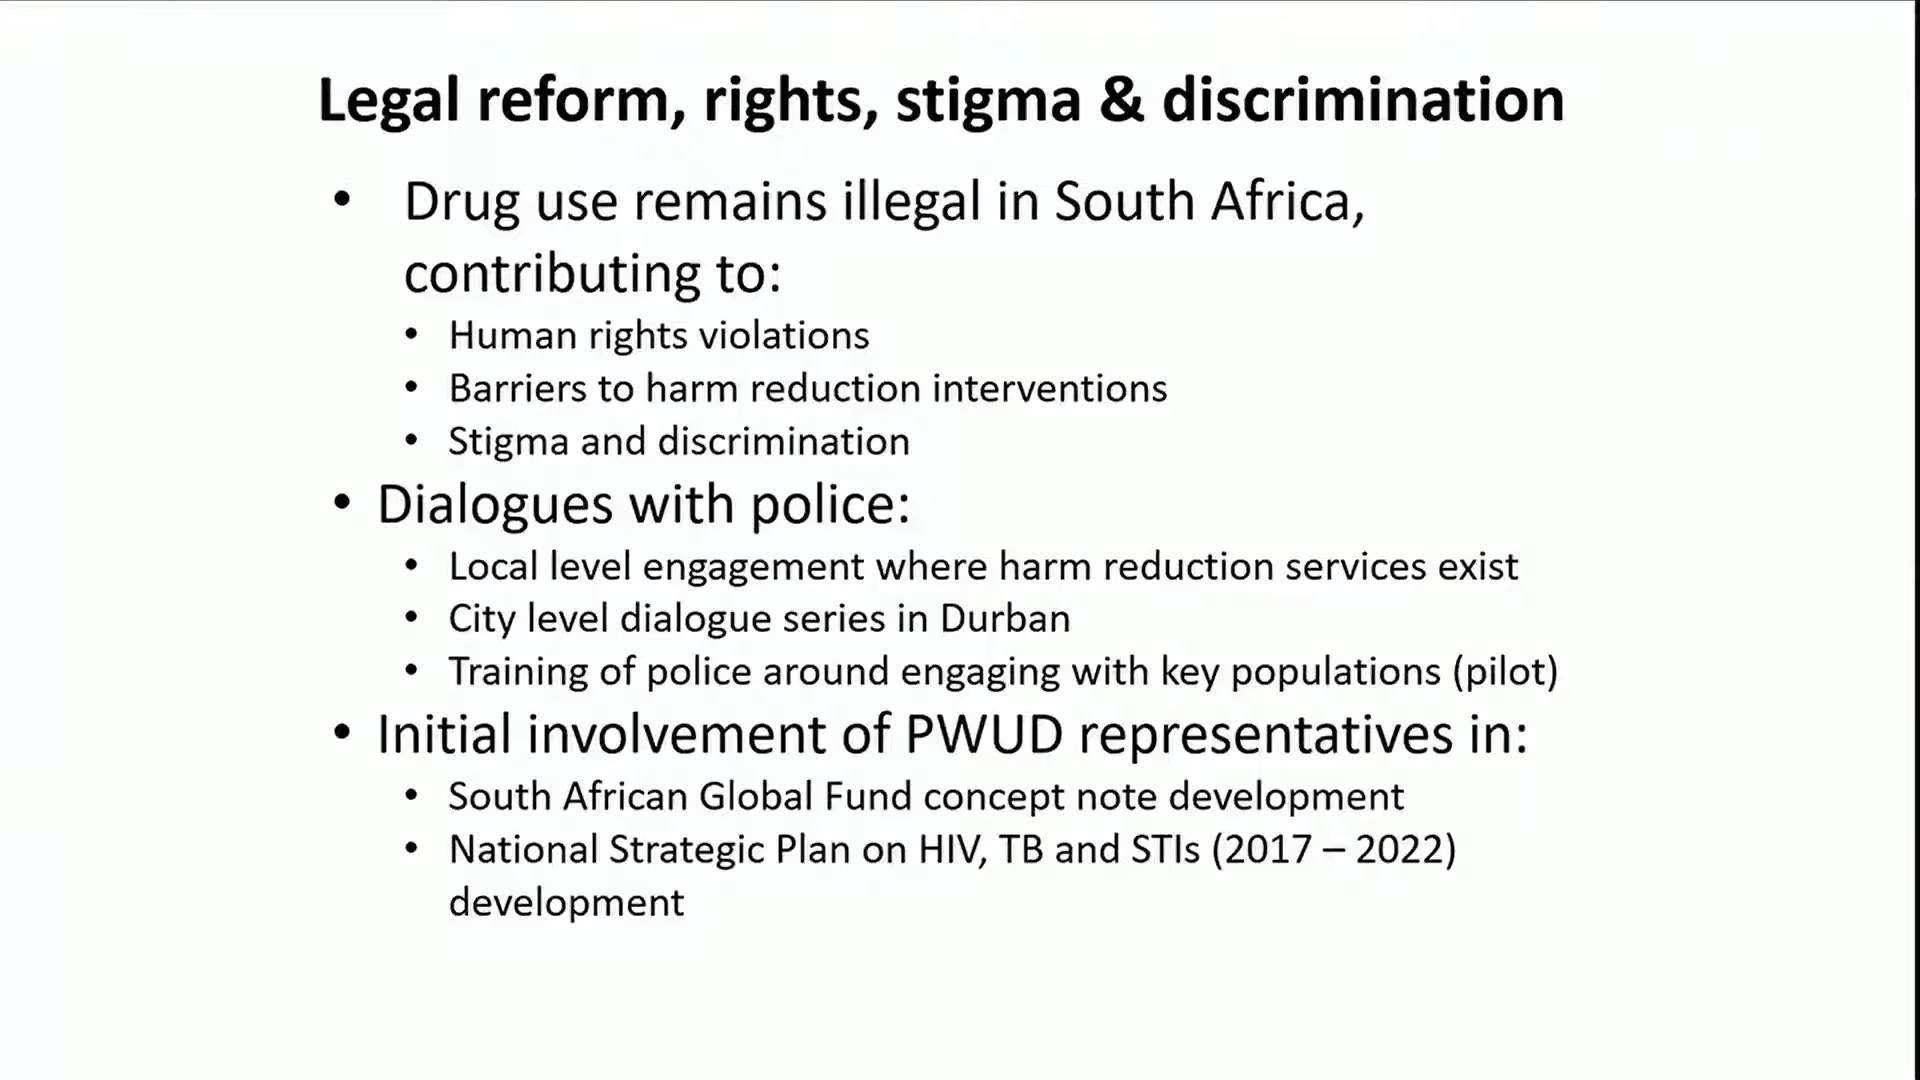 Legal reform, rights, stigma & discrimination
• Drug use remains illegal in South Africa,
contributing to:
• Human rights violations
• Barriers to harm reduction interventions
• Stigma and discrimination
• Dialogues with police:
• Local level engagement where harm reduction services exist
• City level dialogue series in Durban
• Training of police around engaging with key populations (pilot)
• Initial involvement of PWUD representatives in:
• South African Global Fund concept note development
• National Strategic Plan on HIV, TB and STIs (2017 – 2022)
development